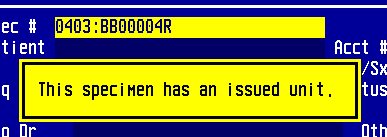 ec # 0403:BB00004R
tient Acct #
/Sx
This specimen has an issued unit.
q tus
p Dr Oth